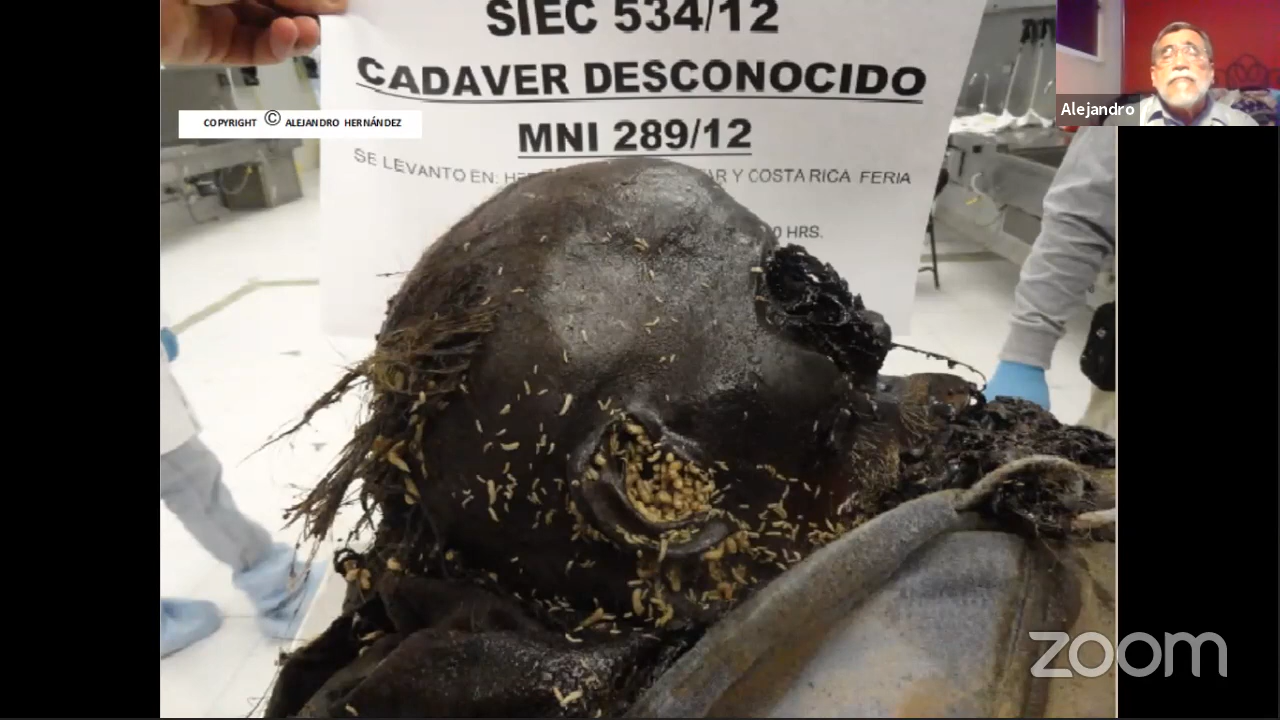 SIEC 534/12
CADAVER DESCONOCIDO
COPYRIGHT © ALEJANDRO HERNÁNDEZ
MNI 289/12
SE LEVANTO EN: Y COSTA RICA FERIA
HRS.
Alejandro
zoom